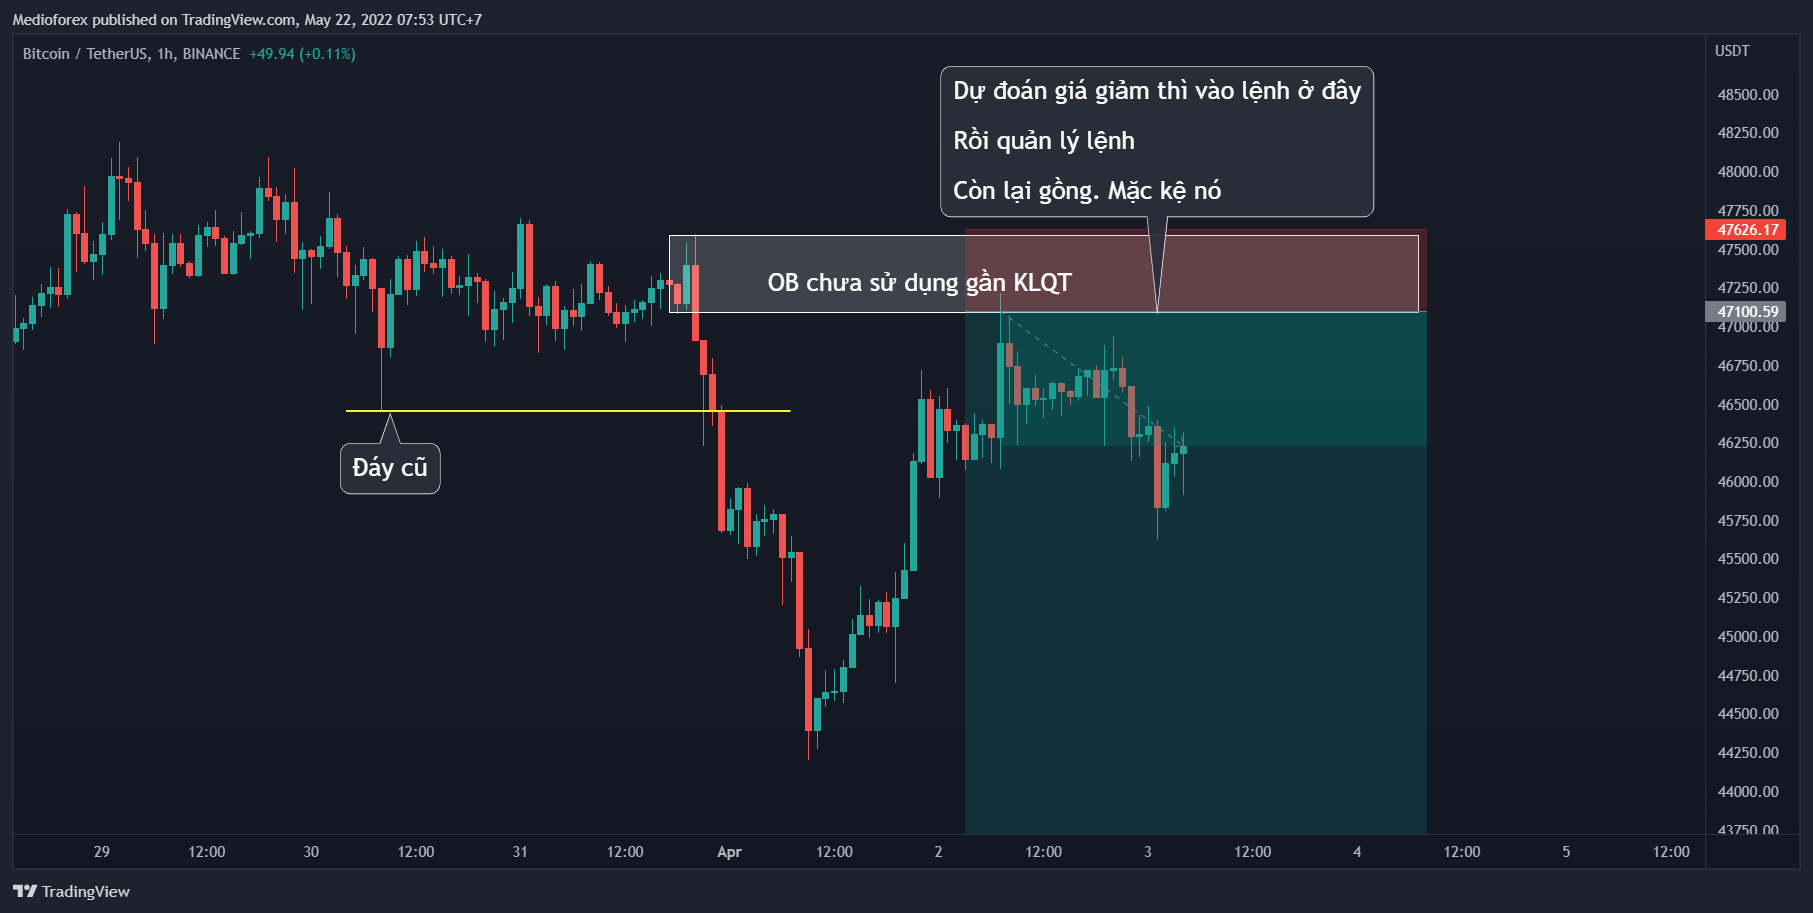 Medioforex published on TradingView.com, May 22, 2022 07:53 UTC+7
Bitcoin / TetherUS, 1h, BINANCE +49.94 (+0.11%)
USDT
Dự đoán giá giảm thì vào lệnh ở đây
Rồi quản lý lệnh
Còn lại gồng. Mặc kệ nó
OB chưa sử dụng gần KLQT
Đáy cũ
48500.00
48250.00
48000.00
47750.00
47626.17
47500.00
47250.00
47100.59
47000.00
46750.00
46500.00
46250.00
46000.00
45750.00
45500.00
45250.00
45000.00
44750.00
44500.00
44250.00
44000.00
43750.00
29 12:00 30 12:00 31 12:00 Apr 12:00 2 12:00 3 12:00 4 12:00 5 12:00
TradingView